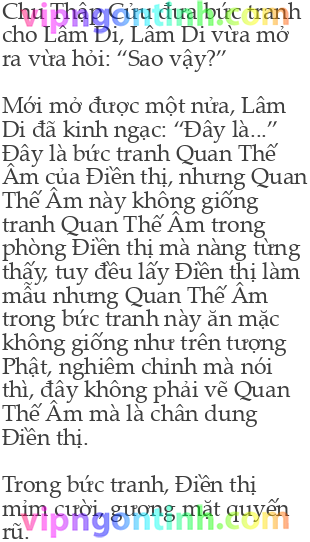 Chu Thập Cửu đưa bức tranh
cho Lâm Di, Lâm Di vừa mở
ra vừa hỏi: “Sao vậy?”
Mới mở được một nửa, Lâm
Di đã kinh ngạc: “Đây là...”
Đây là bức tranh Quan Thế
Âm của Điền thị, nhưng Quan
Thế Âm này không giống
tranh Quan Thế Âm trong
phòng Điền thị mà nàng từng
thấy, tuy đều lấy Điền thị làm
mẫu nhưng Quan Thế Âm
trong bức tranh này ăn mặc
không giống như trên tượng
Phật, nghiêm chỉnh mà nói
thì, đây không phải vẽ Quan
Thế Âm mà là chân dung
Điền thị.
Trong bức tranh, Điền thị
mỉm cười, gương mặt quyến
rũ.
vipngontinh.com
vipngontinh.com